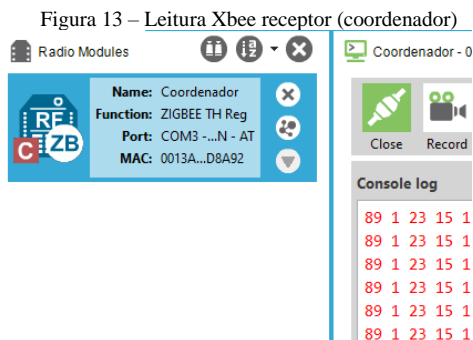 Figura 13 – Leitura Xbee receptor (coordenador)
Radio Modules
Name: Coordenador
Function: ZIGBEE TH Reg
Port: COM3 -...N - AT
MAC: 0013A...D8A92
RF
C ZB
Coordenador - 0
Close Record
Console log
89 1 23 15 1
89 1 23 15 1
89 1 23 15 1
89 1 23 15 1
89 1 23 15 1
89 1 23 15 1